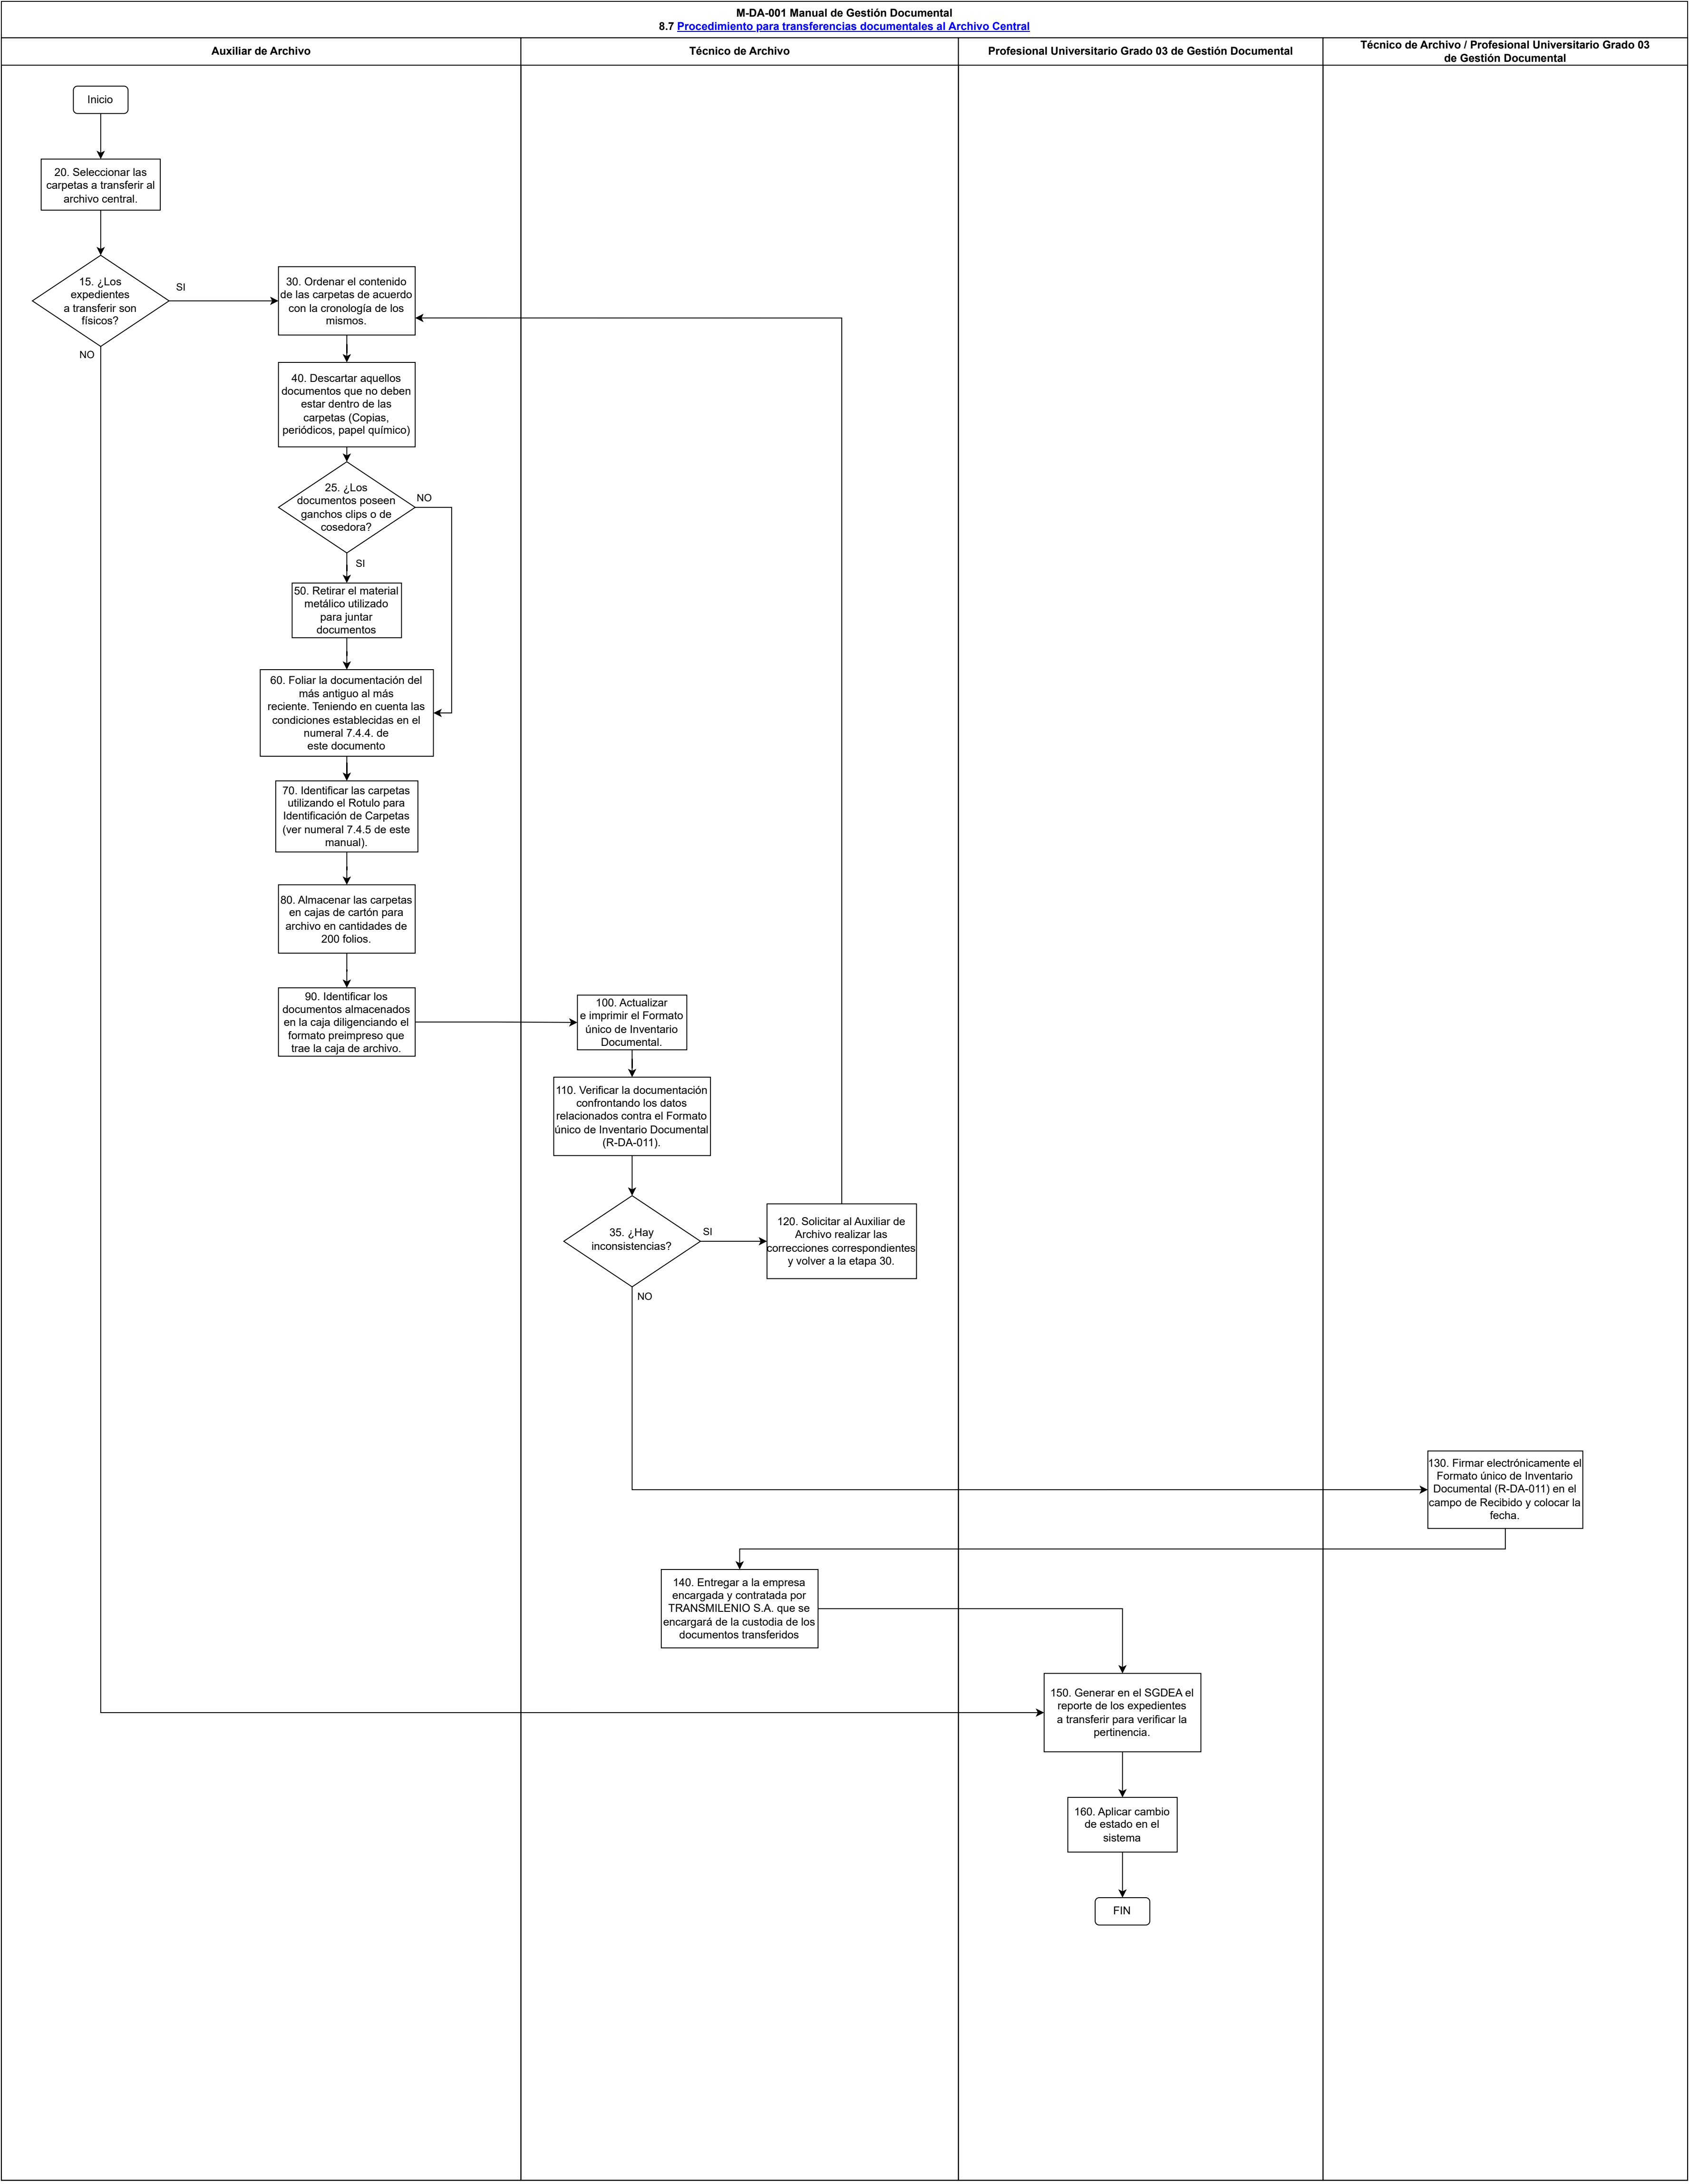 M-DA-001 Manual de Gestión Documental
8.7 Procedimiento para transferencias documentales al Archivo Central
Auxiliar de Archivo
Técnico de Archivo
Profesional Universitario Grado 03 de Gestión Documental
Técnico de Archivo / Profesional Universitario Grado 03
de Gestión Documental
Inicio
20. Seleccionar las
carpetas a transferir al
archivo central.
15. ¿Los
expedientes
a transferir son
físicos?
SI
NO
30. Ordenar el contenido
de las carpetas de acuerdo
con la cronología de los
mismos.
40. Descartar aquellos
documentos que no deben
estar dentro de las
carpetas (Copias,
periódicos, papel químico)
25. ¿Los
documentos poseen
ganchos clips o de
cosedora?
NO
SI
50. Retirar el material
metálico utilizado
para juntar
documentos
60. Foliar la documentación del
más antiguo al más
reciente. Teniendo en cuenta las
condiciones establecidas en el
numeral 7.4.4. de
este documento
70. Identificar las carpetas
utilizando el Rotulo para
Identificación de Carpetas
(ver numeral 7.4.5 de este
manual).
80. Almacenar las carpetas
en cajas de cartón para
archivo en cantidades de
200 folios.
90. Identificar los
documentos almacenados
en la caja diligenciando el
formato preimpreso que
trae la caja de archivo.
100. Actualizar
e imprimir el Formato
único de Inventario
Documental.
110. Verificar la documentación
confrontando los datos
relacionados contra el Formato
único de Inventario Documental
(R-DA-011).
35. ¿Hay
inconsistencias?
SI
NO
120. Solicitar al Auxiliar de
Archivo realizar las
correcciones correspondientes
y volver a la etapa 30.
130. Firmar electrónicamente el
Formato único de Inventario
Documental (R-DA-011) en el
campo de Recibido y colocar la
fecha.
140. Entregar a la empresa
encargada y contratada por
TRANSMILENIO S.A. que se
encargará de la custodia de los
documentos transferidos
150. Generar en el SGDEA el
reporte de los expedientes
a transferir para verificar la
pertinencia.
160. Aplicar cambio
de estado en el
sistema
FIN